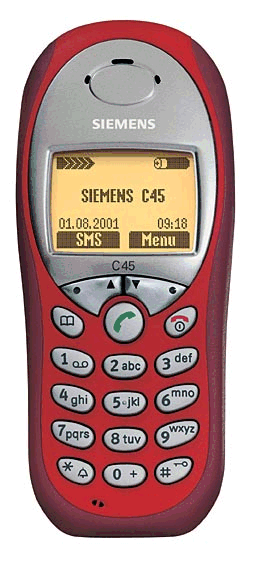 SIEMENS
SIEMENS C45
01.08.2001 09:18
SMS Menu
C45
1 2 abc 3 def
4 ghi 5 jkl 6 mno
7 pqrs 8 tuv 9 wxyz
* 0 + #